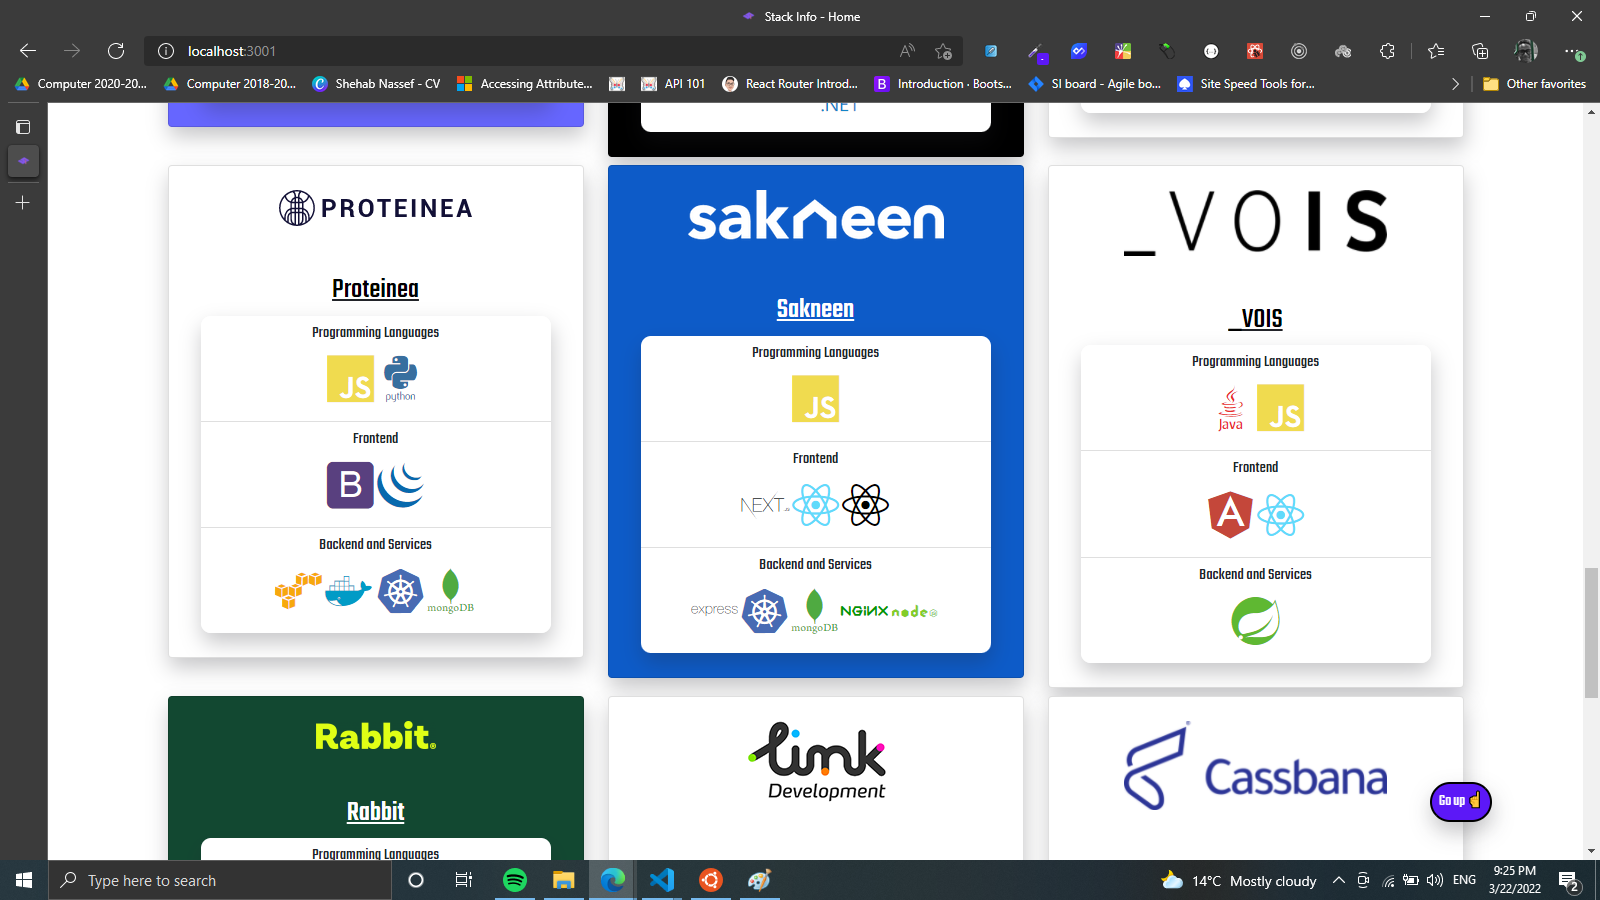 Stack Info - Home
localhost:3001
Computer 2020-20...
Computer 2018-20...
Shehab Nassef - CV
Accessing Attribute...
API 101
React Router Introd...
Introduction · Boots...
SI board - Agile bo...
Site Speed Tools for...
Other favorites
.NET
PROTEINEA
Proteinea
Programming Languages
JS
python
Frontend
B
Backend and Services
mongoDB
sakneen
Sakneen
Programming Languages
JS
Frontend
NEXT.JS
Backend and Services
express
mongoDB
NGINX
node
_VOIS
_VOIS
Programming Languages
Java
JS
Frontend
A
Backend and Services
Rabbit®
Rabbit
Programming Languages
Limk
Development
Cassbana
Go up
Type here to search
14°C Mostly cloudy
ENG
9:25 PM
3/22/2022
2